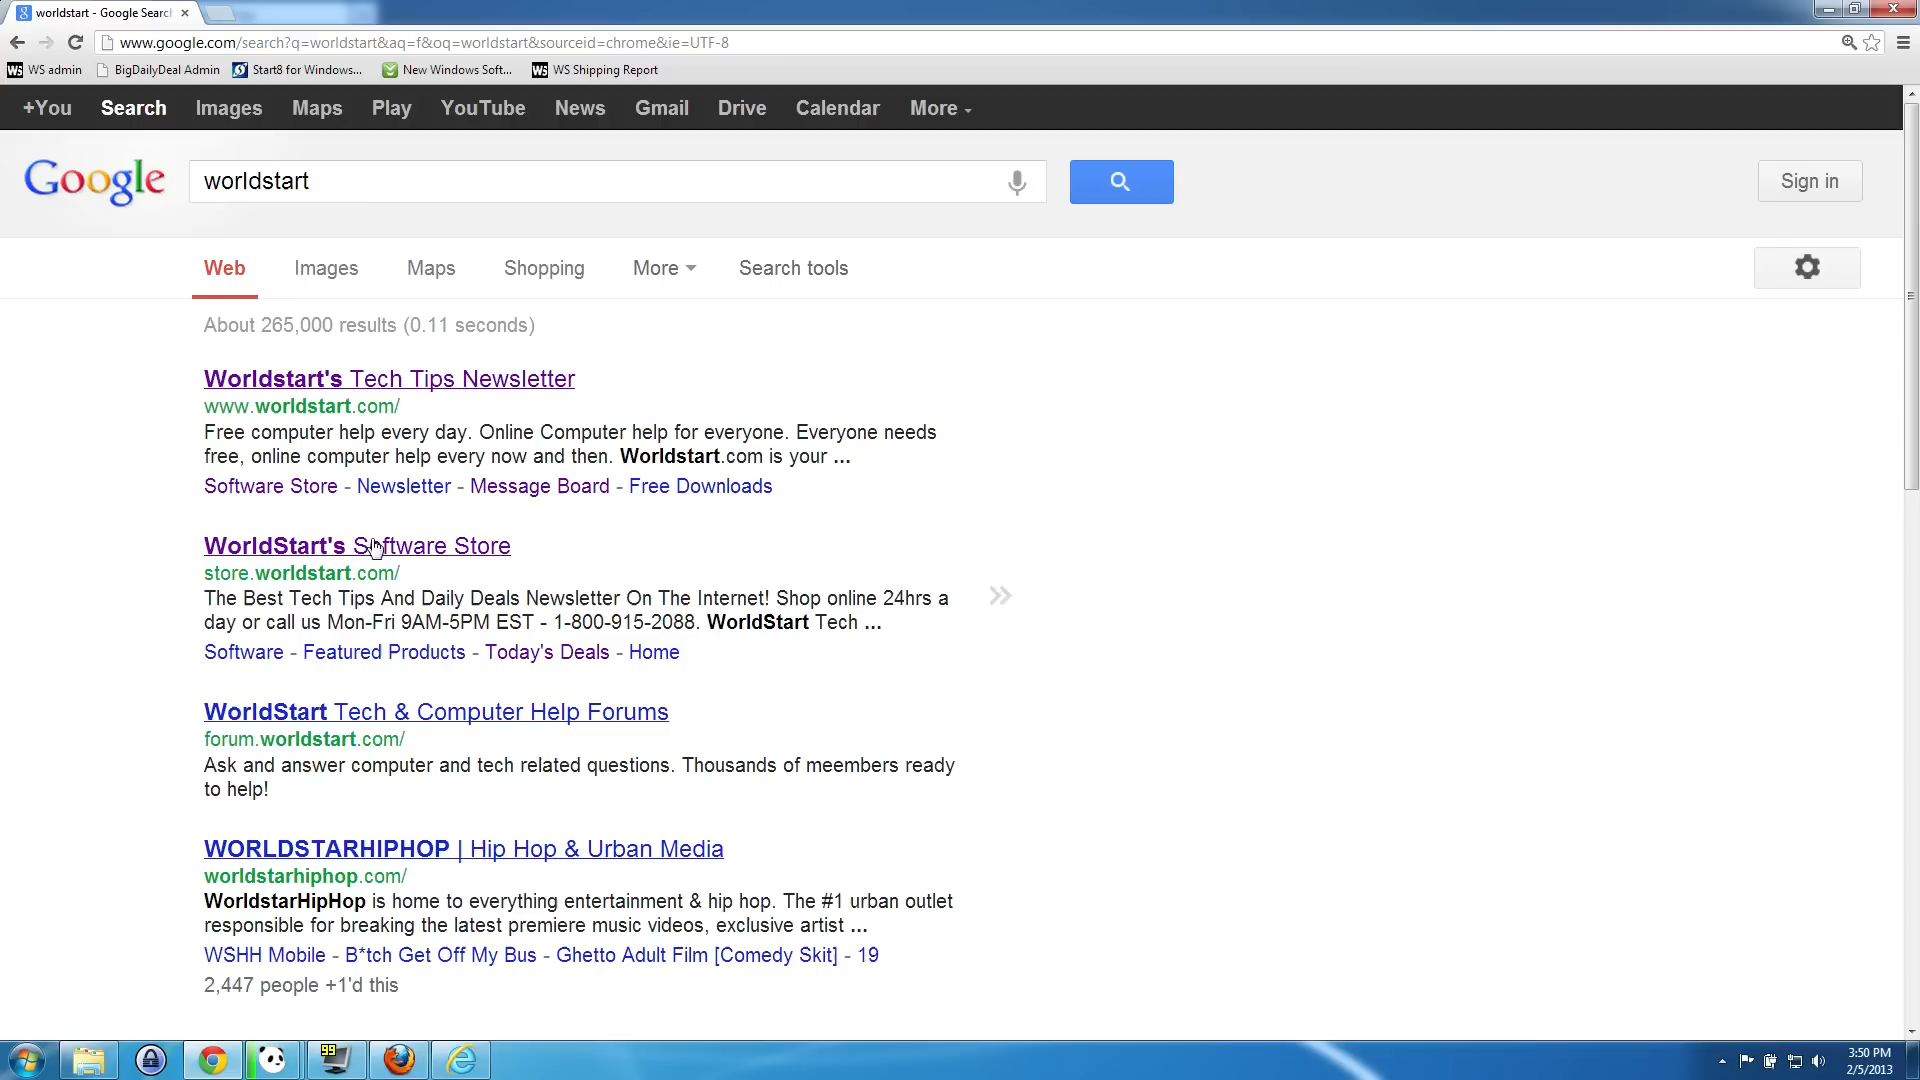 worldstart - Google Search
www.google.com/search?q=worldstart&aq=f&oq=worldstart&sourceid=chrome&ie=UTF-8
WS admin BigDailyDeal Admin Start8 for Windows... New Windows Soft... WS Shipping Report
+You Search Images Maps Play YouTube News Gmail Drive Calendar More
Google worldstart Sign in
Web Images Maps Shopping More Search tools
About 265,000 results (0.11 seconds)
Worldstart's Tech Tips Newsletter
www.worldstart.com/
Free computer help every day. Online Computer help for everyone. Everyone needs
free, online computer help every now and then. Worldstart.com is your ...
Software Store - Newsletter - Message Board - Free Downloads
WorldStart's Software Store
store.worldstart.com/
The Best Tech Tips And Daily Deals Newsletter On The Internet! Shop online 24hrs a
day or call us Mon-Fri 9AM-5PM EST - 1-800-915-2088. WorldStart Tech ...
Software - Featured Products - Today's Deals - Home
WorldStart Tech & Computer Help Forums
forum.worldstart.com/
Ask and answer computer and tech related questions. Thousands of meembers ready
to help!
WORLDSTARHIPHOP | Hip Hop & Urban Media
worldstarhiphop.com/
WorldstarHipHop is home to everything entertainment & hip hop. The #1 urban outlet
responsible for breaking the latest premiere music videos, exclusive artist ...
WSHH Mobile - B*tch Get Off My Bus - Ghetto Adult Film [Comedy Skit] - 19
2,447 people +1'd this
99
3:50 PM
2/5/2013